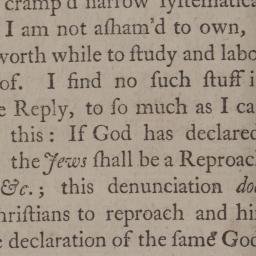 cramp'd narrow ſyſtematica
I am not aſham'd to own,
worth while to ſtudy and labo
of. I find no ſuch ſtuff i
e Reply, to ſo much as I ca
this: If God has declared
the Jews ſhall be a Reproac
&c.; this denunciation do
hriſtians to reproach and hi
e declaration of the ſame God